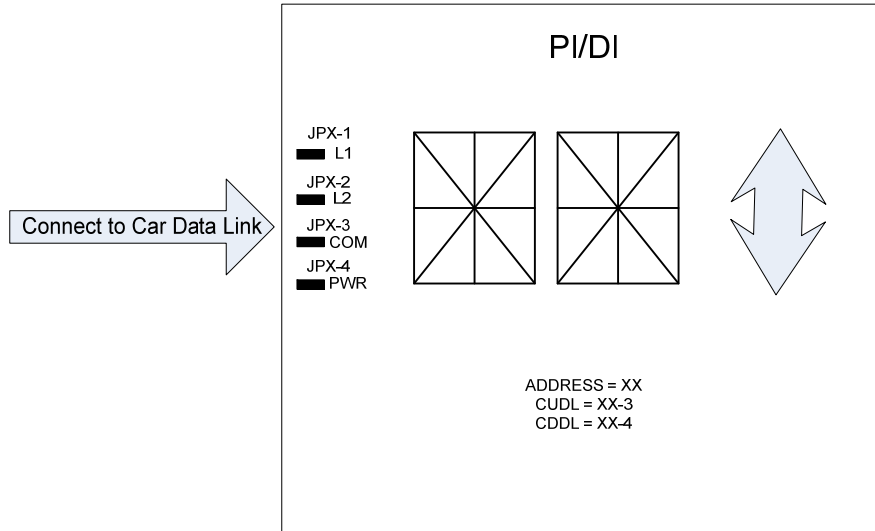 PI/DI
JPX-1
L1
JPX-2
L2
Connect to Car Data Link
JPX-3
COM
JPX-4
PWR
ADDRESS = XX
CUDL = XX-3
CDDL = XX-4